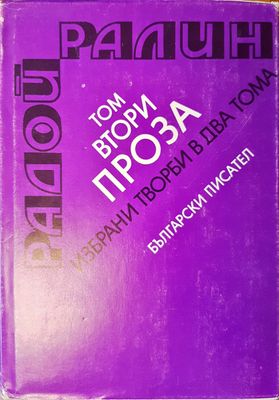 РАДОЙ
РАЛИН
ТОМ
ВТОРИ
ПРОЗА
ИЗБРАНИ ТВОРБИ В ДВА ТОМА
БЪЛГАРСКИ ПИСАТЕЛ